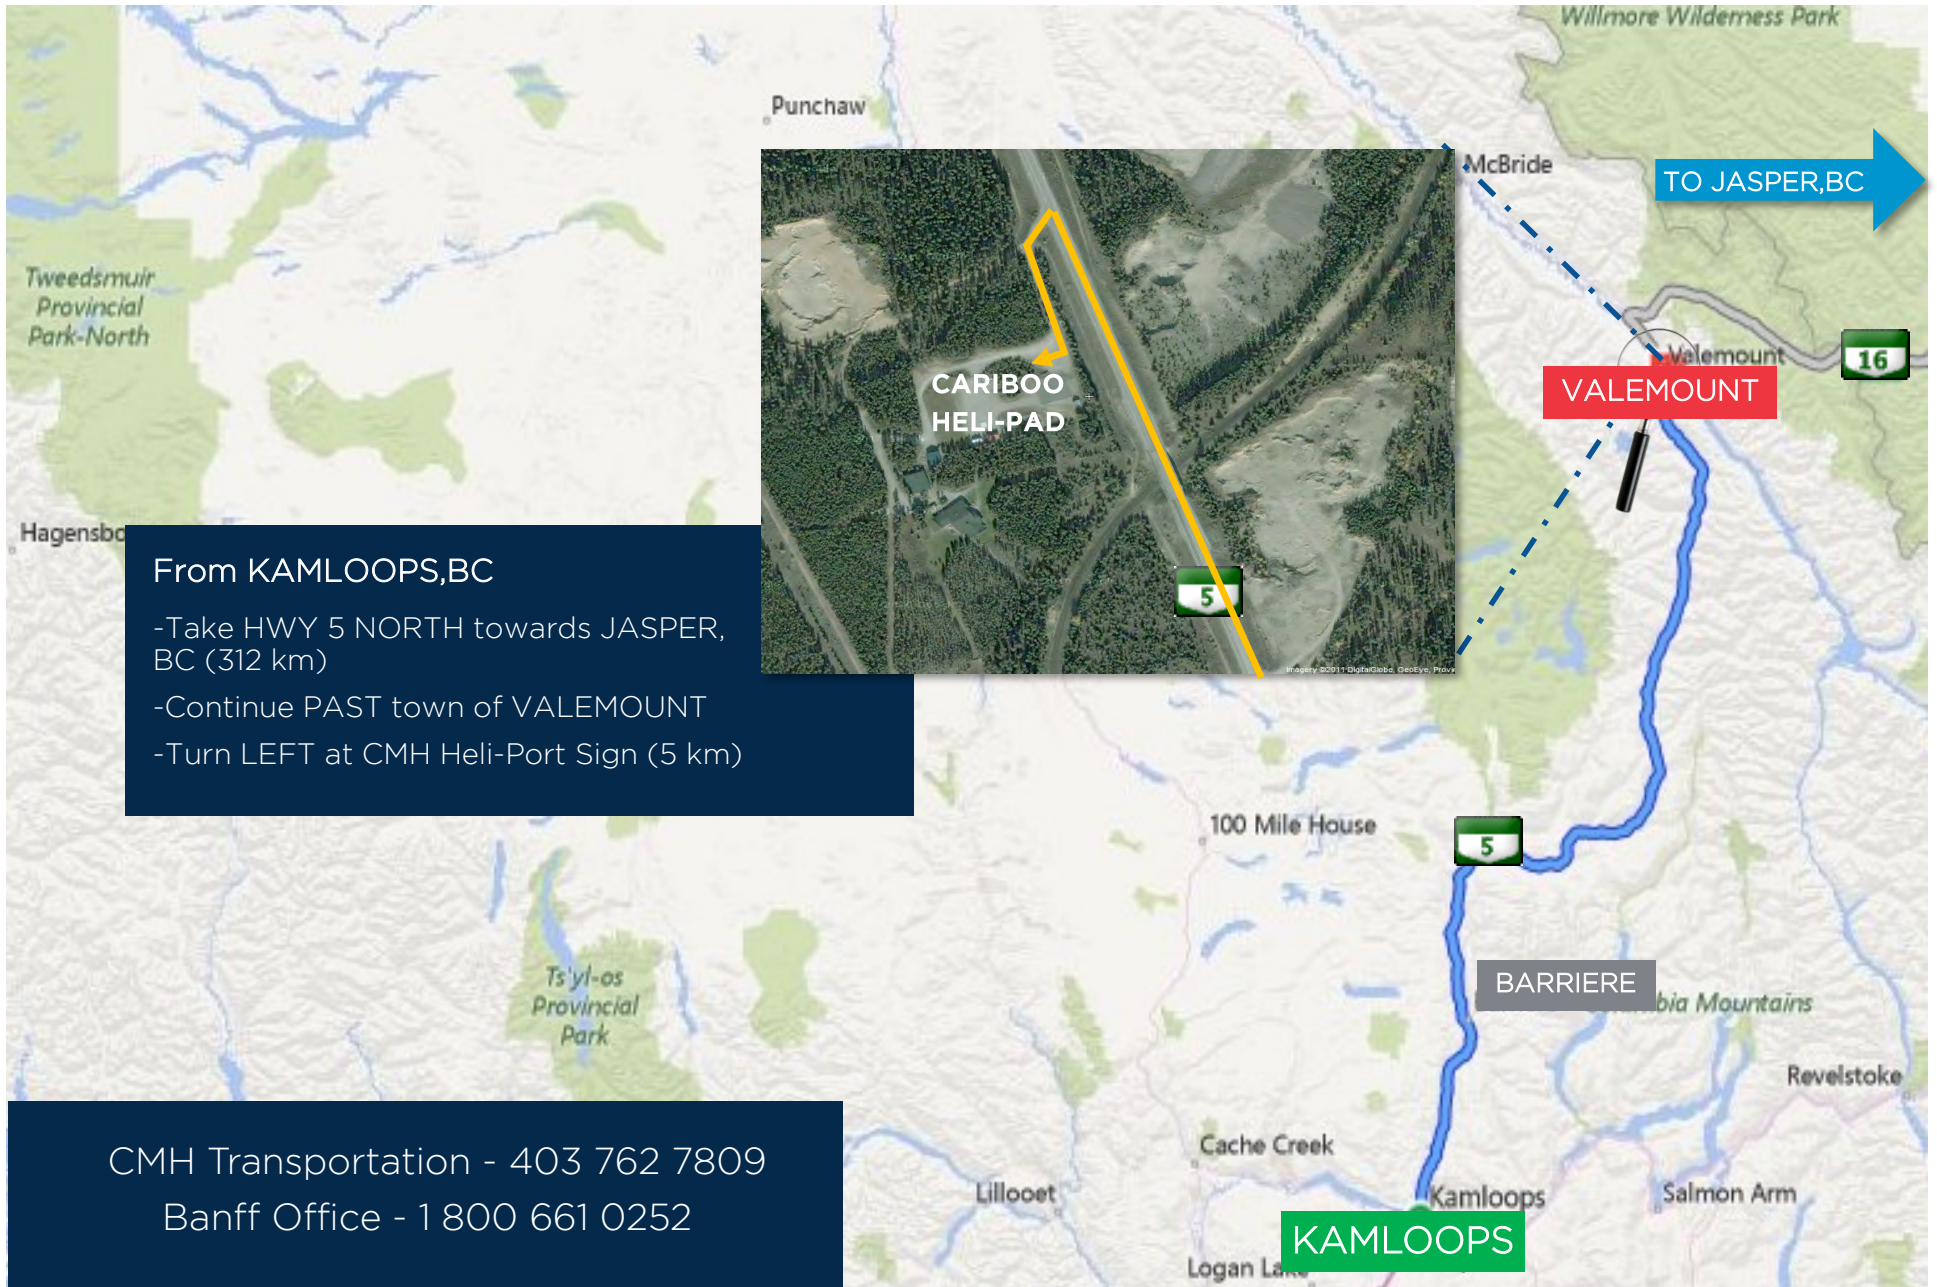 Willmore Wilderness Park
Punchaw
McBride
TO JASPER,BC
Tweedsmuir
Provincial
Park-North
Valemount
16
VALEMOUNT
CARIBOO
HELI-PAD
5
Imagery ©2011 DigitalGlobe, GeoEye,
From KAMLOOPS,BC
-Take HWY 5 NORTH towards JASPER,
BC (312 km)
-Continue PAST town of VALEMOUNT
-Turn LEFT at CMH Heli-Port Sign (5 km)
100 Mile House
5
BARRIERE
Mountains
Ts'yl-os
Provincial
Park
Revelstoke
Cache Creek
Lillooet
Kamloops
Salmon Arm
KAMLOOPS
Logan
CMH Transportation - 403 762 7809
Banff Office - 1 800 661 0252